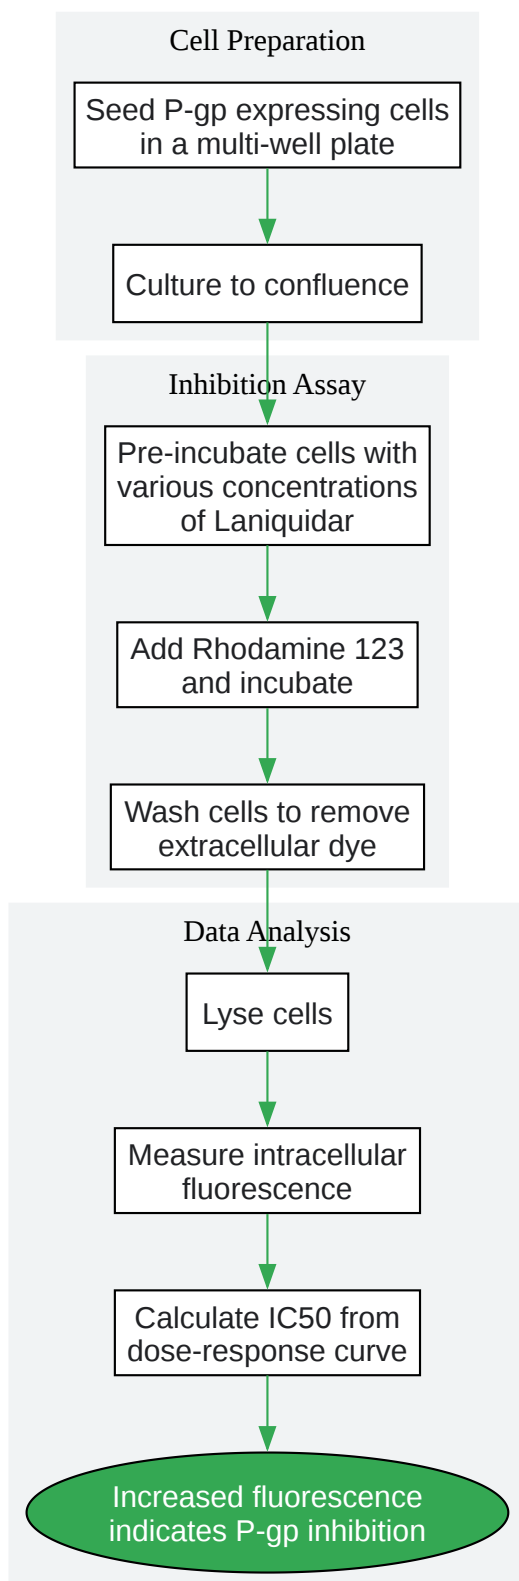 Cell Preparation
Seed P-gp expressing cells
in a multi-well plate
Culture to confluence
Inhibition Assay
Pre-incubate cells with
various concentrations
of Laniquidar
Add Rhodamine 123
and incubate
Wash cells to remove
extracellular dye
Data Analysis
Lyse cells
Measure intracellular
fluorescence
Calculate IC50 from
dose-response curve
Increased fluorescence
indicates P-gp inhibition